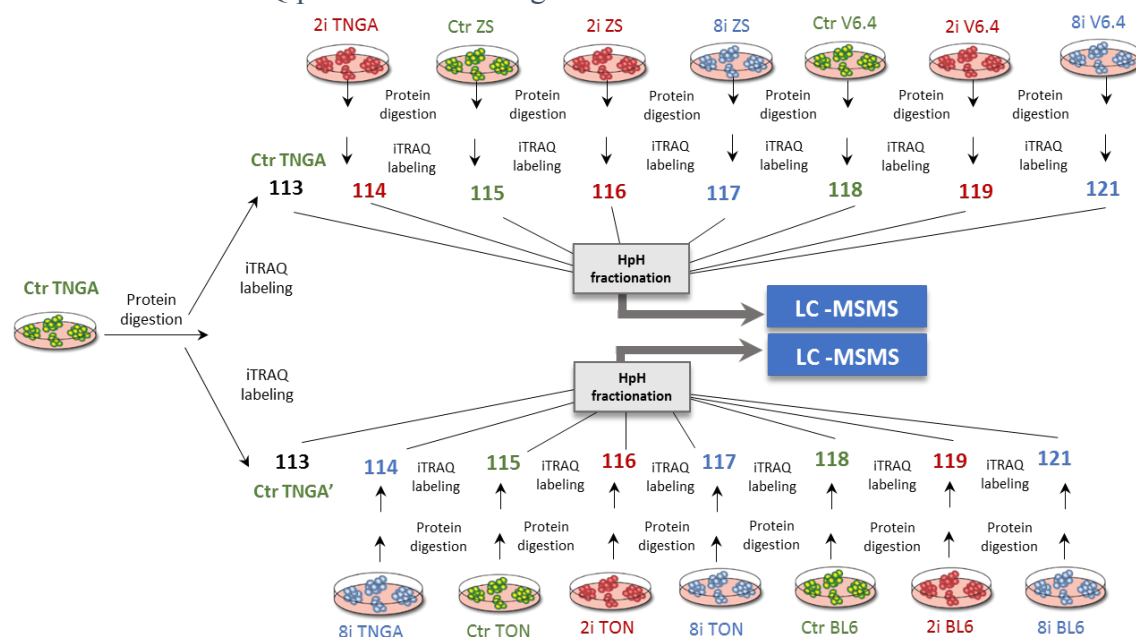 2i TNGA Ctr ZS 2i ZS 8i ZS Ctr V6.4 2i V6.4 8i V6.4
Protein digestion Protein digestion Protein digestion Protein digestion Protein digestion Protein digestion
iTRAQ labeling iTRAQ labeling iTRAQ labeling iTRAQ labeling iTRAQ labeling iTRAQ labeling
Ctr TNGA
113 114 115 116 117 118 119 121
HpH
fractionation
iTRAQ
labeling
Ctr TNGA
Protein
digestion
LC -MSMS
LC -MSMS
iTRAQ
labeling
HpH
fractionation
113 114 115 116 117 118 119 121
iTRAQ labeling iTRAQ labeling iTRAQ labeling iTRAQ labeling iTRAQ labeling iTRAQ labeling
Ctr TNGA’
Protein digestion Protein digestion Protein digestion Protein digestion Protein digestion Protein digestion
8i TNGA Ctr TON 2i TON 8i TON Ctr BL6 2i BL6 8i BL6